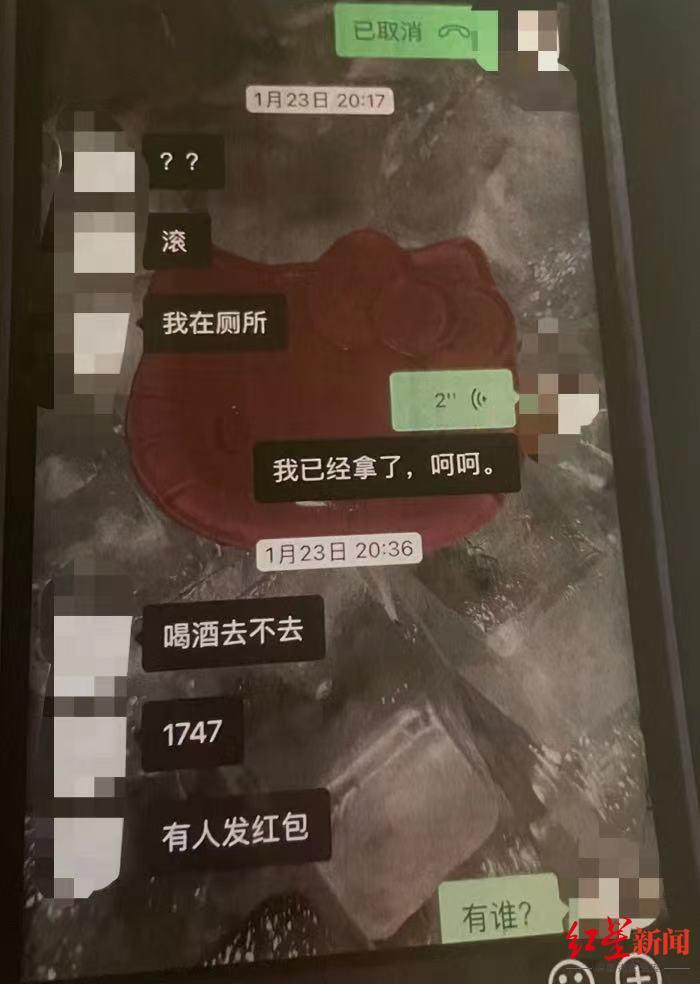 已取消
1月23日 20:17
？？
滚
我在厕所
2"
我已经拿了，呵呵。
1月23日 20:36
喝酒去不去
1747
有人发红包
有谁？
红星新闻